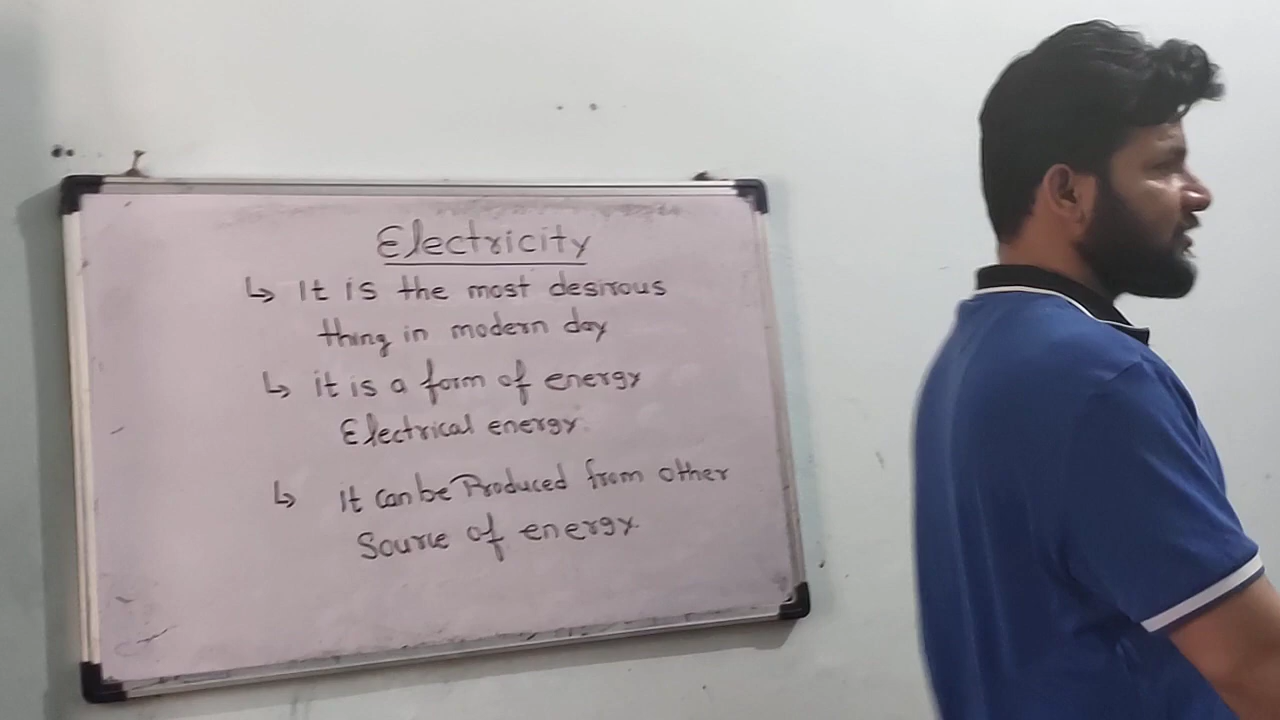 Electricity
↳ It is the most desirous
thing in modern day
↳ it is a form of energy
Electrical energy.
↳ it can be Produced from other
Source of energy.